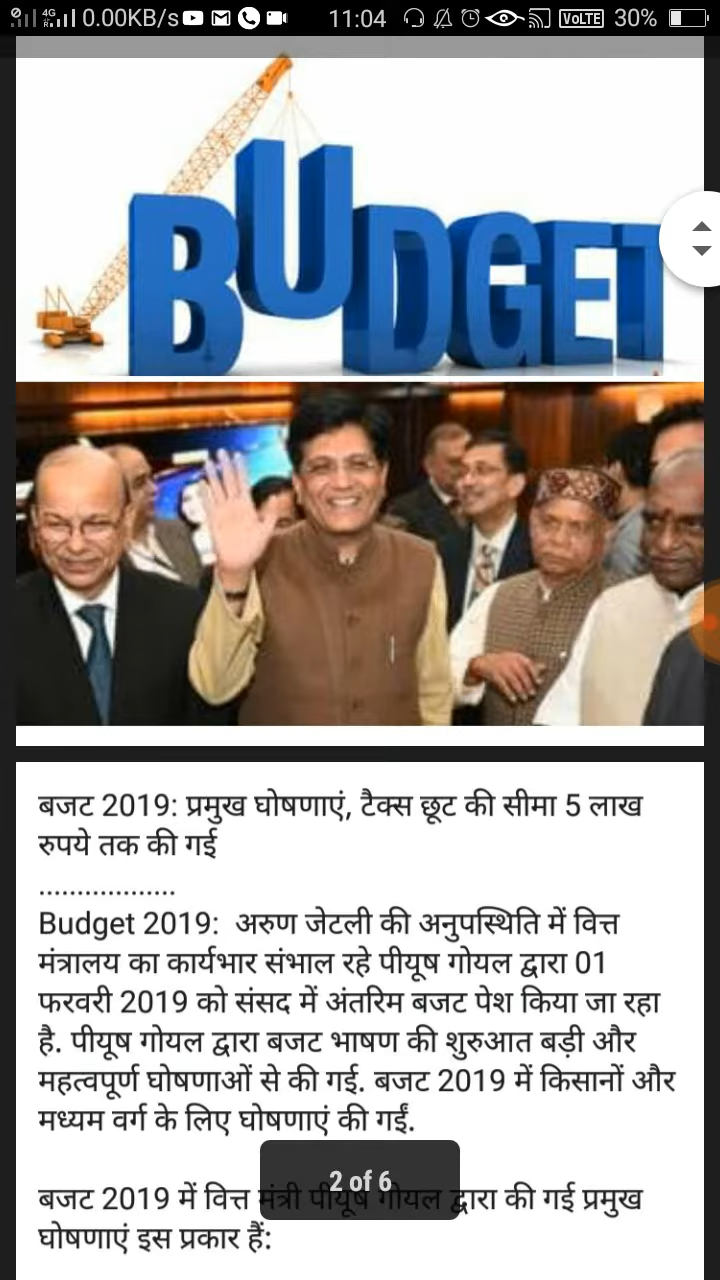 0.00KB/s 4G R 11:04 VoLTE 30%
BUDGET
बजट 2019: प्रमुख घोषणाएं, टैक्स छूट की सीमा 5 लाख
रुपये तक की गई
..................
Budget 2019:  अरुण जेटली की अनुपस्थिति में वित्त
मंत्रालय का कार्यभार संभाल रहे पीयूष गोयल द्वारा 01
फरवरी 2019 को संसद में अंतरिम बजट पेश किया जा रहा
है. पीयूष गोयल द्वारा बजट भाषण की शुरुआत बड़ी और
महत्वपूर्ण घोषणाओं से की गई. बजट 2019 में किसानों और
मध्यम वर्ग के लिए घोषणाएं की गईं.
2 of 6
बजट 2019 में वित्त मंत्री पीयूष गोयल द्वारा की गई प्रमुख
घोषणाएं इस प्रकार हैं: